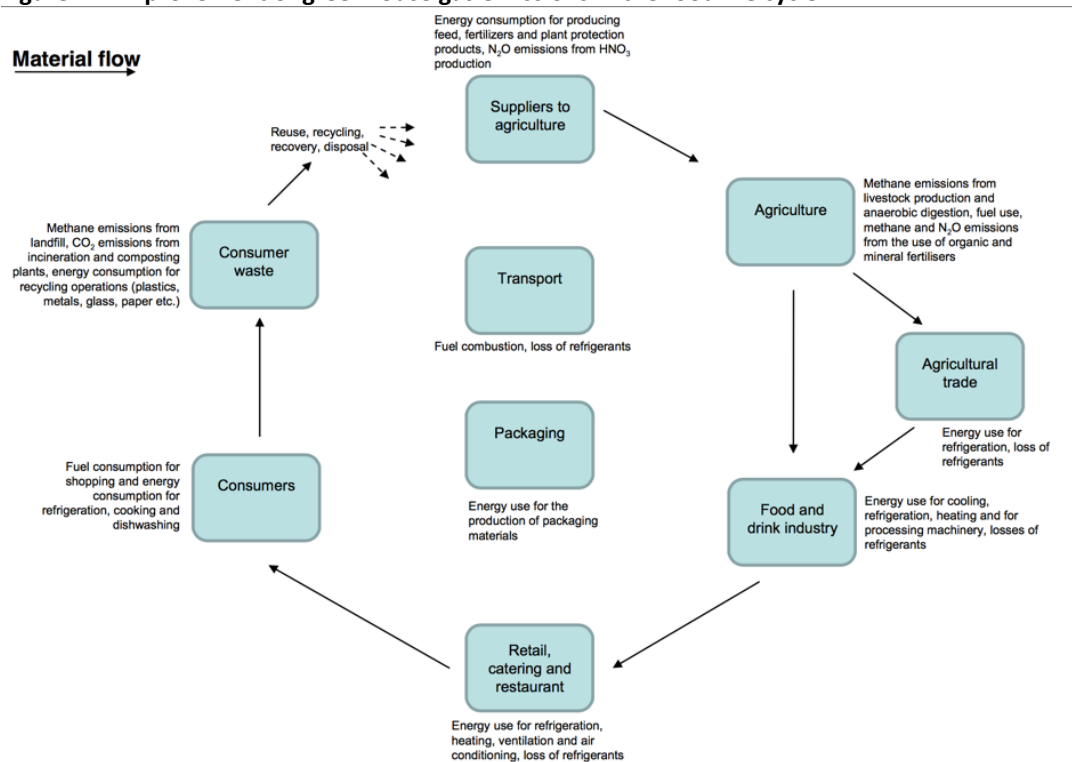 Material flow
Energy consumption for producing
feed, fertilizers and plant protection
products, N₂O emissions from HNO₃
production
Suppliers to
agriculture
Reuse, recycling,
recovery, disposal
Agriculture
Methane emissions from
livestock production and
anaerobic digestion, fuel use,
methane and N₂O emissions
from the use of organic and
mineral fertilisers
Methane emissions from
landfill, CO₂ emissions from
incineration and composting
plants, energy consumption for
recycling operations (plastics,
metals, glass, paper etc.)
Consumer
waste
Transport
Fuel combustion, loss of refrigerants
Agricultural
trade
Energy use for
refrigeration, loss of
refrigerants
Packaging
Energy use for the
production of packaging
materials
Fuel consumption for
shopping and energy
consumption for
refrigeration, cooking and
dishwashing
Consumers
Food and
drink industry
Energy use for cooling,
refrigeration, heating and for
processing machinery, losses of
refrigerants
Retail,
catering and
restaurant
Energy use for refrigeration,
heating, ventilation and air
conditioning, loss of refrigerants